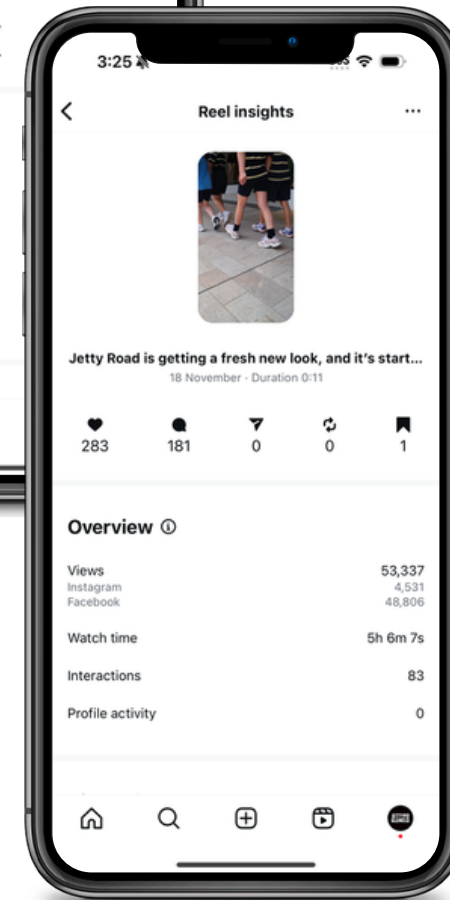 3:25
Reel insights
Jetty Road is getting a fresh new look, and it's start...
18 November · Duration 0:11
283 181 0 0 1
Overview
Views 53,337
Instagram 4,531
Facebook 48,806
Watch time 5h 6m 7s
Interactions 83
Profile activity 0